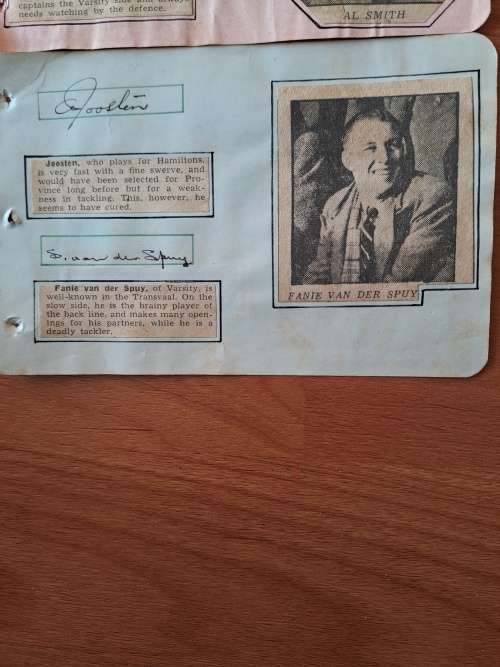 captains the Varsity side and always
needs watching by the defence.
AL SMITH
Joosten
Joosten, who plays for Hamiltons,
is very fast with a fine swerve, and
would have been selected for Pro-
vince long before but for a weak-
ness in tackling. This, however, he
seems to have cured.
S. van der Spuy
Fanie van der Spuy, of Varsity, is
well-known in the Transvaal. On the
slow side, he is the brainy player of
the back line, and makes many open-
ings for his partners, while he is a
deadly tackler.
FANIE VAN DER SPUY